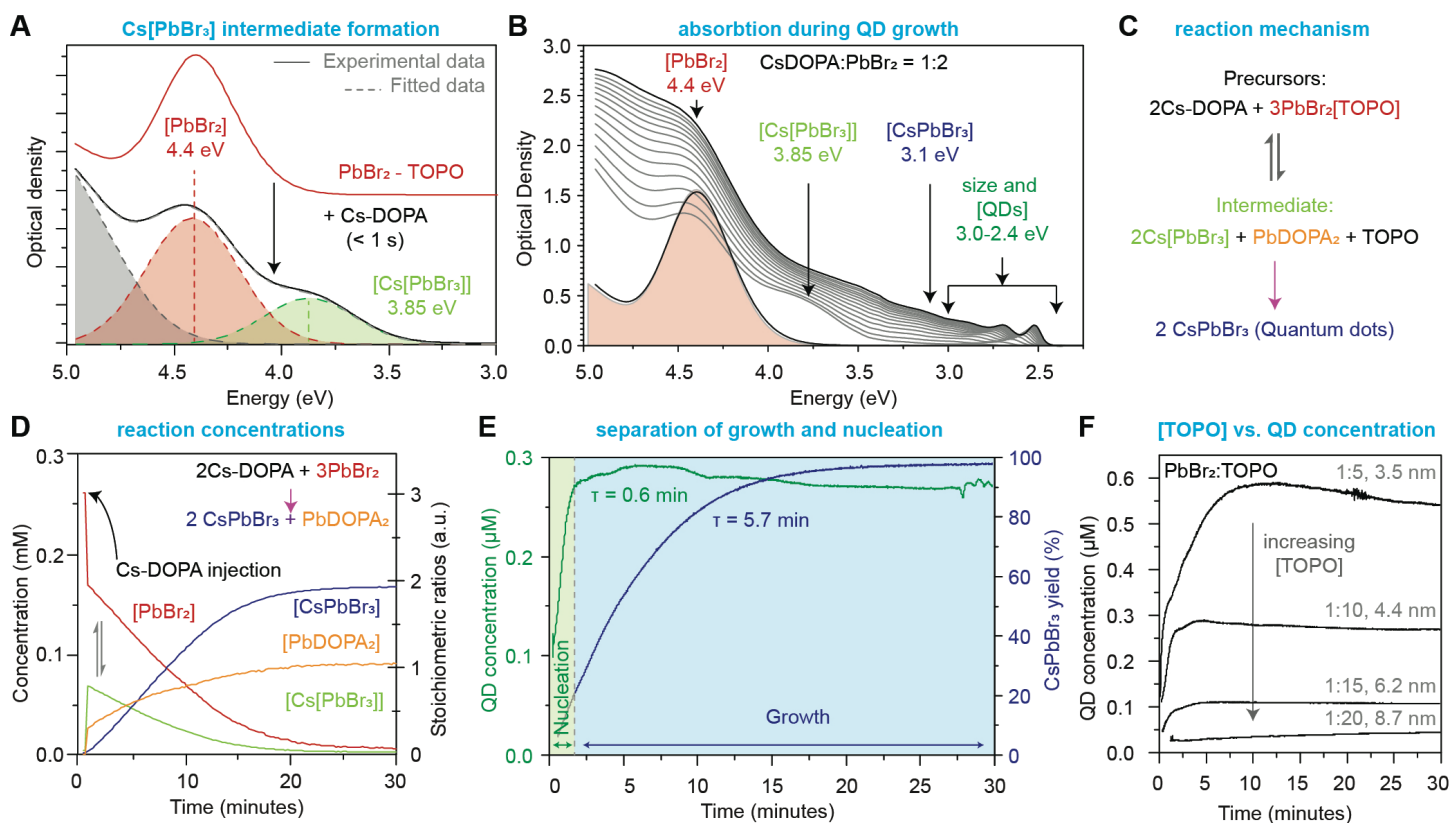 A
Cs[PbBr₃] intermediate formation
Experimental data
Fitted data
[PbBr₂]
4.4 eV
PbBr₂ - TOPO
+ Cs-DOPA
(< 1 s)
[Cs[PbBr₃]]
3.85 eV
Optical density
5.0 4.5 4.0 3.5 3.0
Energy (eV)
B
absorbtion during QD growth
[PbBr₂]
4.4 eV
CsDOPA:PbBr₂ = 1:2
[Cs[PbBr₃]]
3.85 eV
[CsPbBr₃]
3.1 eV
size and
[QDs]
3.0-2.4 eV
Optical Density
3.0
2.5
2.0
1.5
1.0
0.5
0.0
5.0 4.5 4.0 3.5 3.0 2.5
Energy (eV)
C
reaction mechanism
Precursors:
2Cs-DOPA + 3PbBr₂[TOPO]
Intermediate:
2Cs[PbBr₃] + PbDOPA₂ + TOPO
2 CsPbBr₃ (Quantum dots)
D
reaction concentrations
2Cs-DOPA + 3PbBr₂
2 CsPbBr₃ + PbDOPA₂
Cs-DOPA injection
[PbBr₂]
[CsPbBr₃]
[PbDOPA₂]
[Cs[PbBr₃]]
Concentration (mM)
0.3
0.2
0.1
0.0
Stoichiometric ratios (a.u.)
3
2
1
0
0 10 20 30
Time (minutes)
E
separation of growth and nucleation
τ = 0.6 min
τ = 5.7 min
Nucleation
Growth
QD concentration (µM)
0.3
0.2
0.1
0.0
CsPbBr₃ yield (%)
100
80
60
40
20
0
0 5 10 15 20 25 30
Time (minutes)
F
[TOPO] vs. QD concentration
PbBr₂:TOPO
1:5, 3.5 nm
increasing
[TOPO]
1:10, 4.4 nm
1:15, 6.2 nm
1:20, 8.7 nm
QD concentration (µM)
0.6
0.5
0.4
0.3
0.2
0.1
0.0
0 5 10 15 20 25 30
Time (minutes)